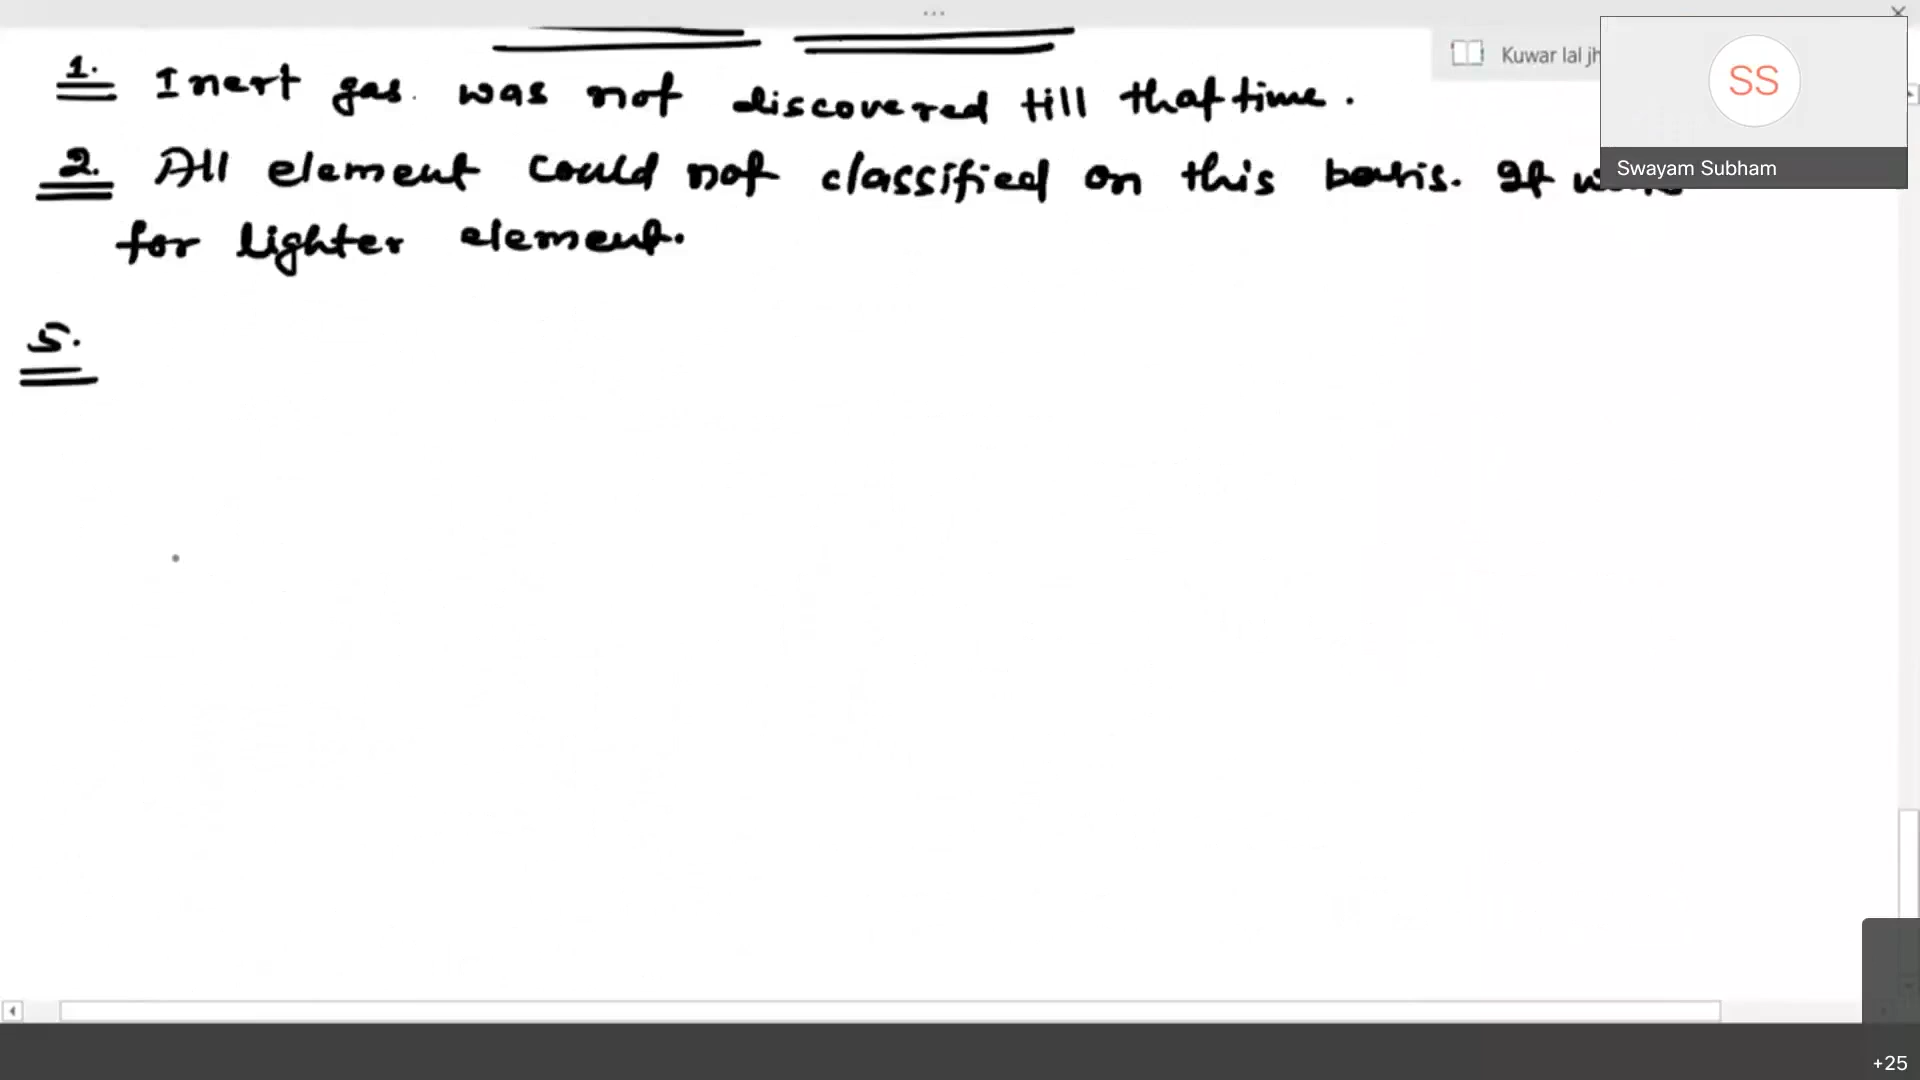 Kuwar lal jh
SS
Swayam Subham
1. Inert gas. was not discovered till that time.
2. All element could not classified on this basis. It
for lighter element.
5.
+25